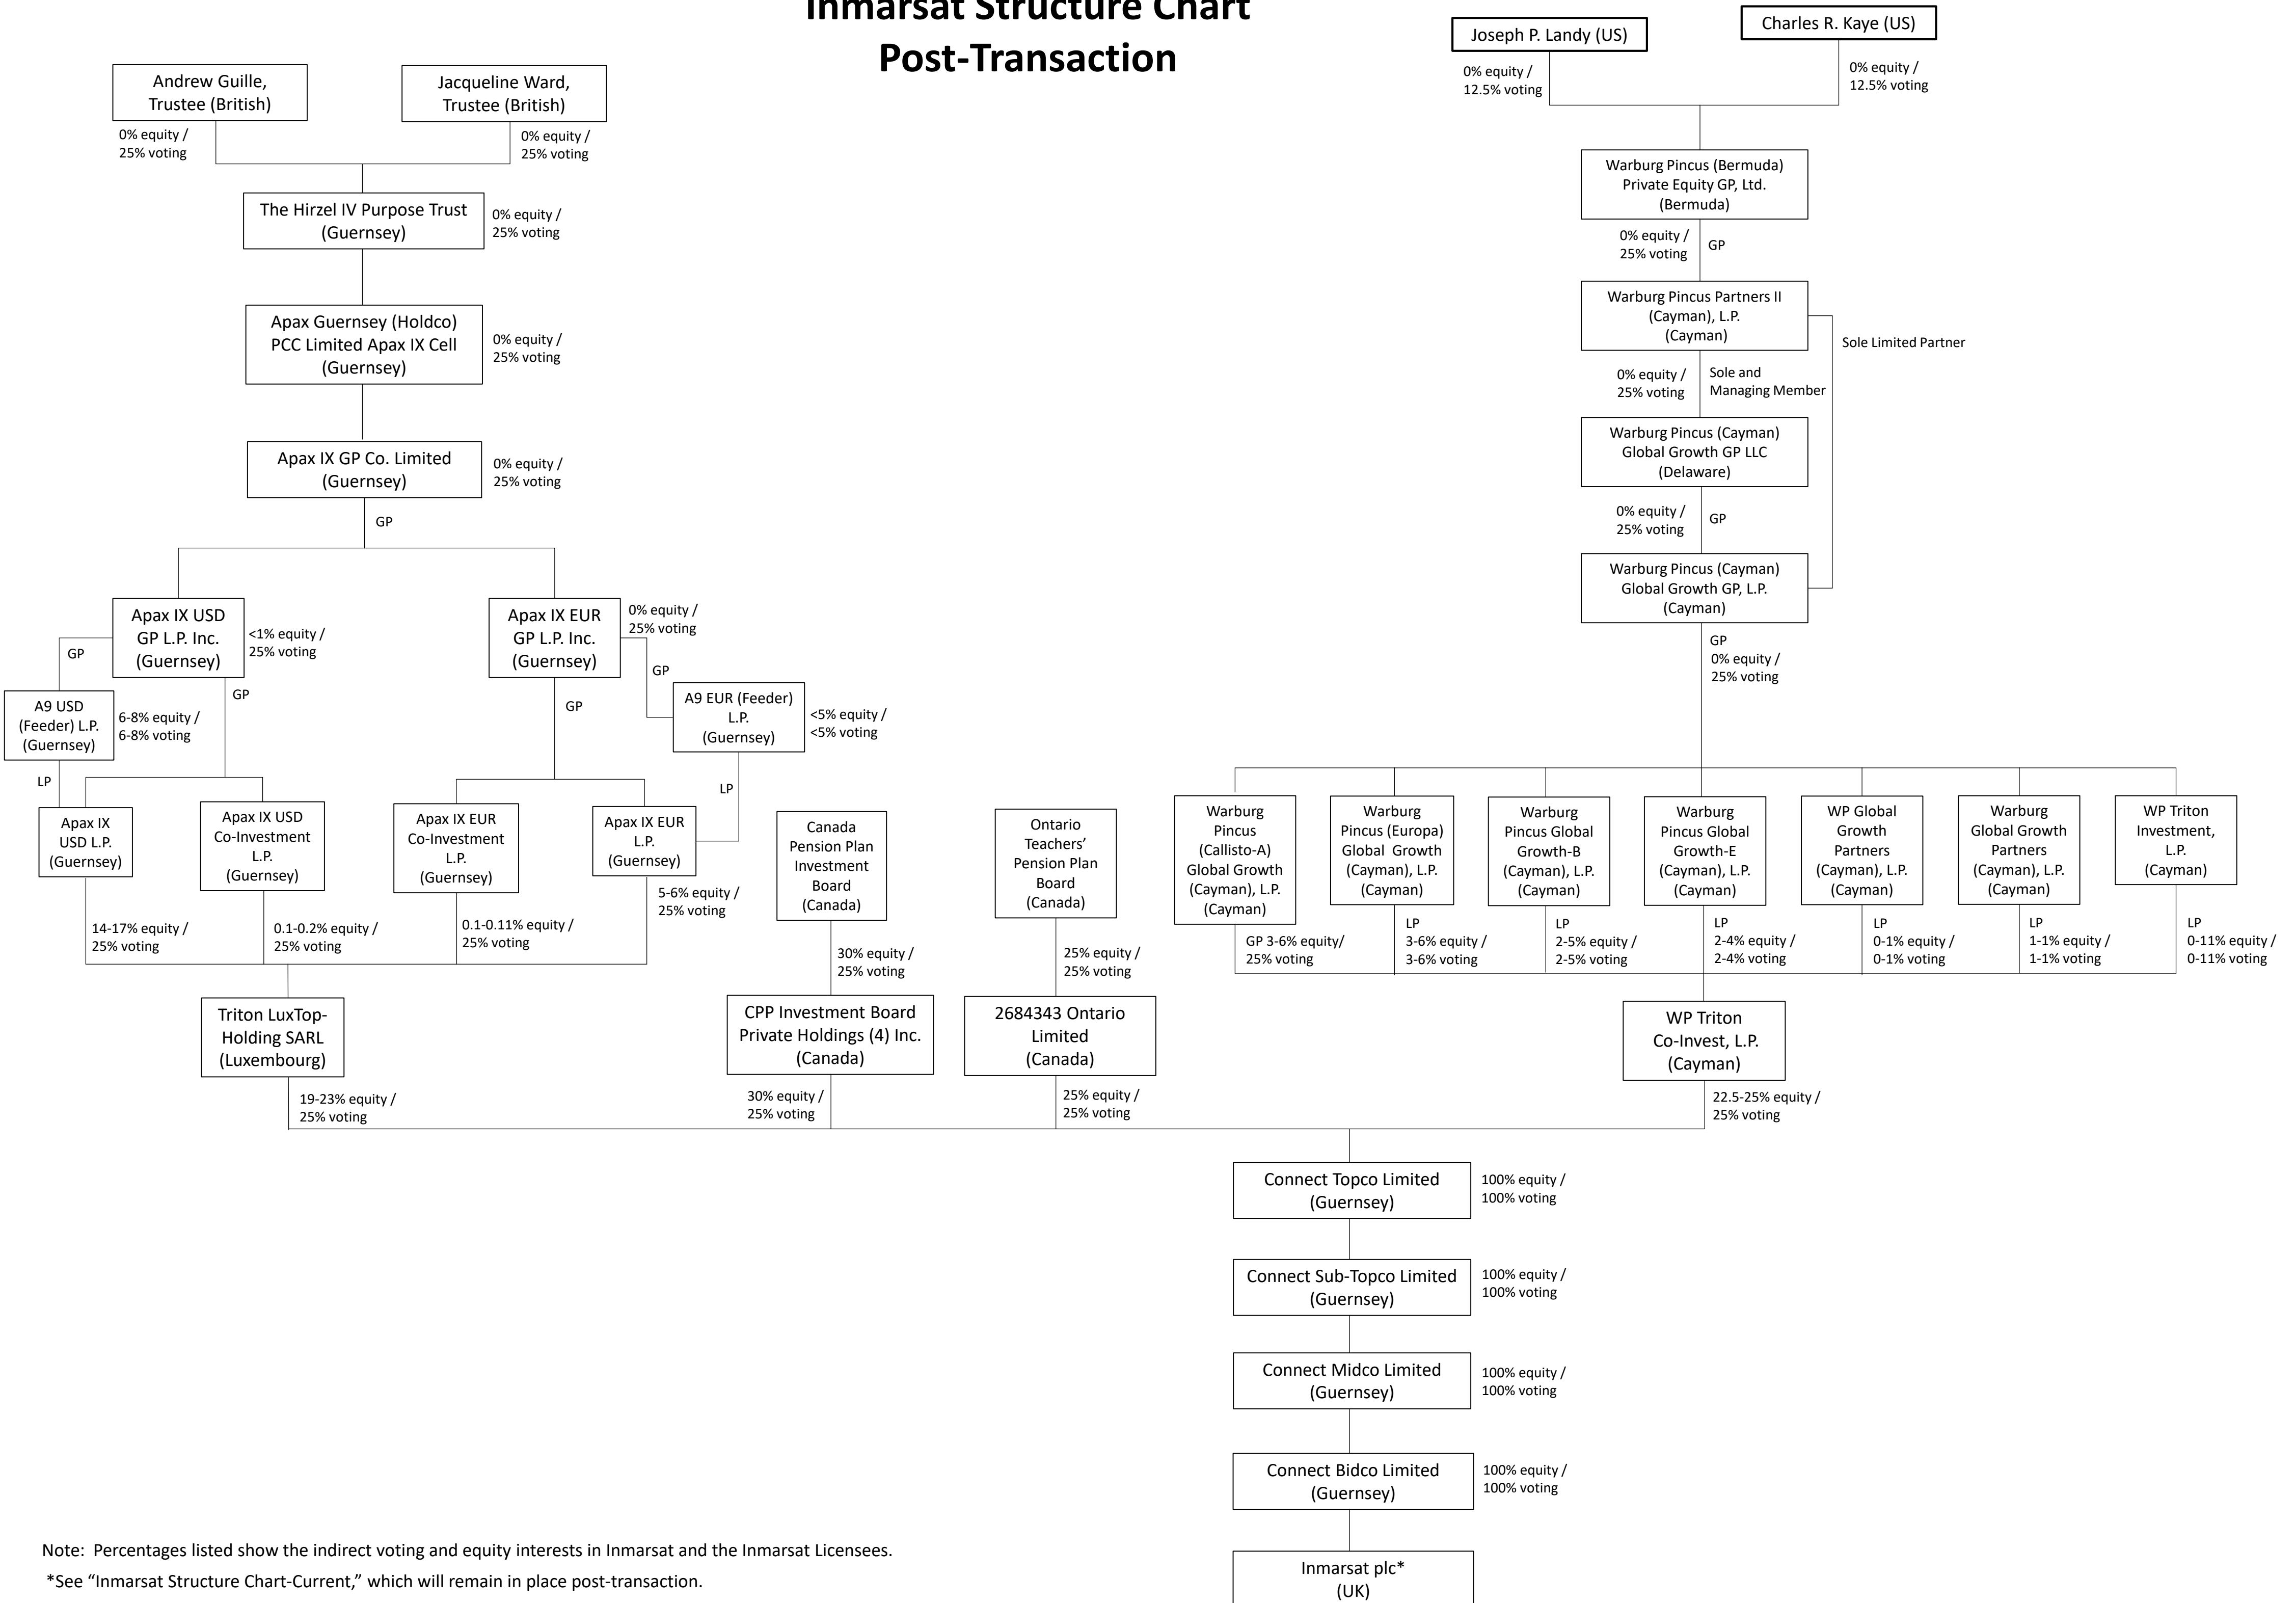 Inmarsat Structure Chart
Post-Transaction
Andrew Guille,
Trustee (British)
0% equity /
25% voting
Jacqueline Ward,
Trustee (British)
0% equity /
25% voting
The Hirzel IV Purpose Trust
(Guernsey)
0% equity /
25% voting
Apax Guernsey (Holdco)
PCC Limited Apax IX Cell
(Guernsey)
0% equity /
25% voting
Apax IX GP Co. Limited
(Guernsey)
0% equity /
25% voting
GP
Apax IX USD
GP L.P. Inc.
(Guernsey)
<1% equity /
25% voting
GP
GP
A9 USD
(Feeder) L.P.
(Guernsey)
6-8% equity /
6-8% voting
LP
Apax IX EUR
GP L.P. Inc.
(Guernsey)
0% equity /
25% voting
GP
GP
A9 EUR (Feeder)
L.P.
(Guernsey)
<5% equity /
<5% voting
LP
Apax IX
USD L.P.
(Guernsey)
14-17% equity /
25% voting
Apax IX USD
Co-Investment
L.P.
(Guernsey)
0.1-0.2% equity /
25% voting
Apax IX EUR
Co-Investment
L.P.
(Guernsey)
0.1-0.11% equity /
25% voting
Apax IX EUR
L.P.
(Guernsey)
5-6% equity /
25% voting
Triton LuxTop-
Holding SARL
(Luxembourg)
19-23% equity /
25% voting
Canada
Pension Plan
Investment
Board
(Canada)
30% equity /
25% voting
CPP Investment Board
Private Holdings (4) Inc.
(Canada)
30% equity /
25% voting
Ontario
Teachers’
Pension Plan
Board
(Canada)
25% equity /
25% voting
2684343 Ontario
Limited
(Canada)
25% equity /
25% voting
Joseph P. Landy (US)
0% equity /
12.5% voting
Charles R. Kaye (US)
0% equity /
12.5% voting
Warburg Pincus (Bermuda)
Private Equity GP, Ltd.
(Bermuda)
0% equity /
25% voting
GP
Warburg Pincus Partners II
(Cayman), L.P.
(Cayman)
Sole Limited Partner
0% equity /
25% voting
Sole and
Managing Member
Warburg Pincus (Cayman)
Global Growth GP LLC
(Delaware)
0% equity /
25% voting
GP
Warburg Pincus (Cayman)
Global Growth GP, L.P.
(Cayman)
GP
0% equity /
25% voting
Warburg
Pincus
(Callisto-A)
Global Growth
(Cayman), L.P.
(Cayman)
GP 3-6% equity/
25% voting
Warburg
Pincus (Europa)
Global Growth
(Cayman), L.P.
(Cayman)
LP
3-6% equity /
3-6% voting
Warburg
Pincus Global
Growth-B
(Cayman), L.P.
(Cayman)
LP
2-5% equity /
2-5% voting
Warburg
Pincus Global
Growth-E
(Cayman), L.P.
(Cayman)
LP
2-4% equity /
2-4% voting
WP Global
Growth
Partners
(Cayman), L.P.
(Cayman)
LP
0-1% equity /
0-1% voting
Warburg
Global Growth
Partners
(Cayman), L.P.
(Cayman)
LP
1-1% equity /
1-1% voting
WP Triton
Investment,
L.P.
(Cayman)
LP
0-11% equity /
0-11% voting
WP Triton
Co-Invest, L.P.
(Cayman)
22.5-25% equity /
25% voting
Connect Topco Limited
(Guernsey)
100% equity /
100% voting
Connect Sub-Topco Limited
(Guernsey)
100% equity /
100% voting
Connect Midco Limited
(Guernsey)
100% equity /
100% voting
Connect Bidco Limited
(Guernsey)
100% equity /
100% voting
Inmarsat plc*
(UK)
Note: Percentages listed show the indirect voting and equity interests in Inmarsat and the Inmarsat Licensees.
*See “Inmarsat Structure Chart-Current,” which will remain in place post-transaction.